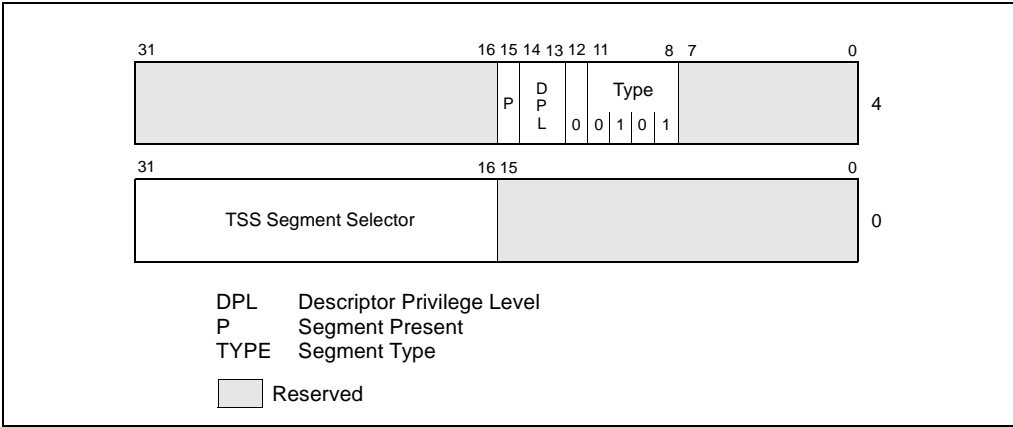 31 16 15 14 13 12 11 8 7 0
P D P L Type 4
0 0 1 0 1
31 16 15 0
TSS Segment Selector 0
DPL Descriptor Privilege Level
P Segment Present
TYPE Segment Type
Reserved